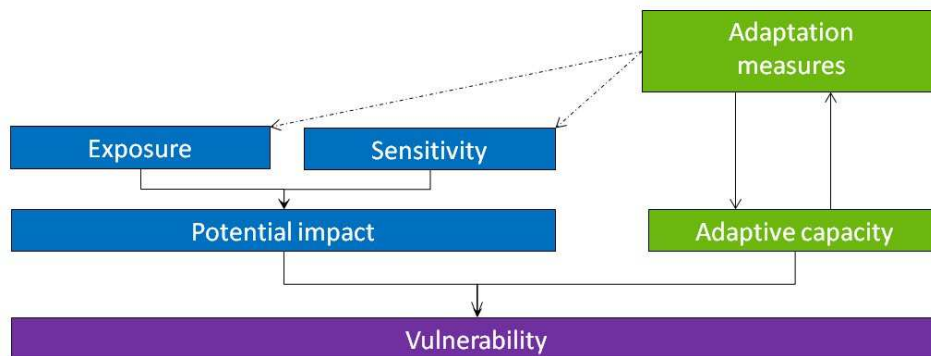 Adaptation
measures
Exposure
Sensitivity
Potential impact
Adaptive capacity
Vulnerability